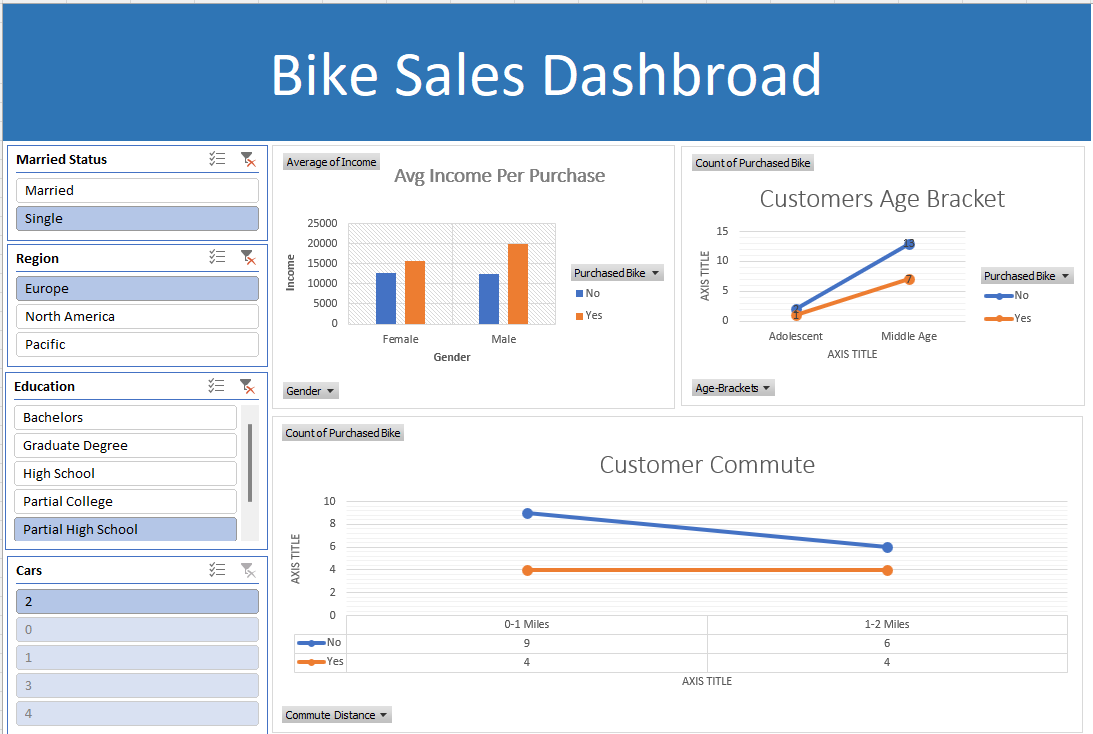 Bike Sales Dashbroad
Married Status
Married
Single
Region
Europe
North America
Pacific
Education
Bachelors
Graduate Degree
High School
Partial College
Partial High School
Cars
2
0
1
3
4
Average of Income
Avg Income Per Purchase
25000
20000
15000
10000
5000
0
Income
Female
Male
Gender
Purchased Bike
No
Yes
Gender
Count of Purchased Bike
Customers Age Bracket
15
10
5
0
AXIS TITLE
13
7
2
1
Adolescent
Middle Age
AXIS TITLE
Purchased Bike
No
Yes
Age-Brackets
Count of Purchased Bike
Customer Commute
10
8
6
4
2
0
AXIS TITLE
0-1 Miles 1-2 Miles
No 9 6
Yes 4 4
AXIS TITLE
Commute Distance